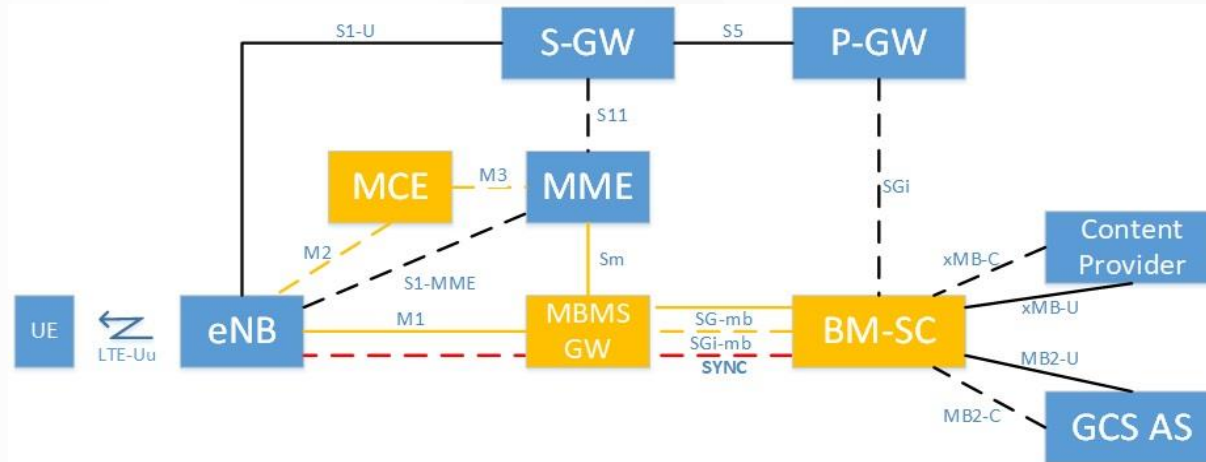 S1-U
S-GW
S5
P-GW
S11
MCE
M3
MME
SGi
M2
S1-MME
Sm
xMB-C
Content
Provider
UE
LTE-Uu
eNB
M1
MBMS
GW
SG-mb
SGi-mb
SYNC
BM-SC
xMB-U
MB2-U
MB2-C
GCS AS